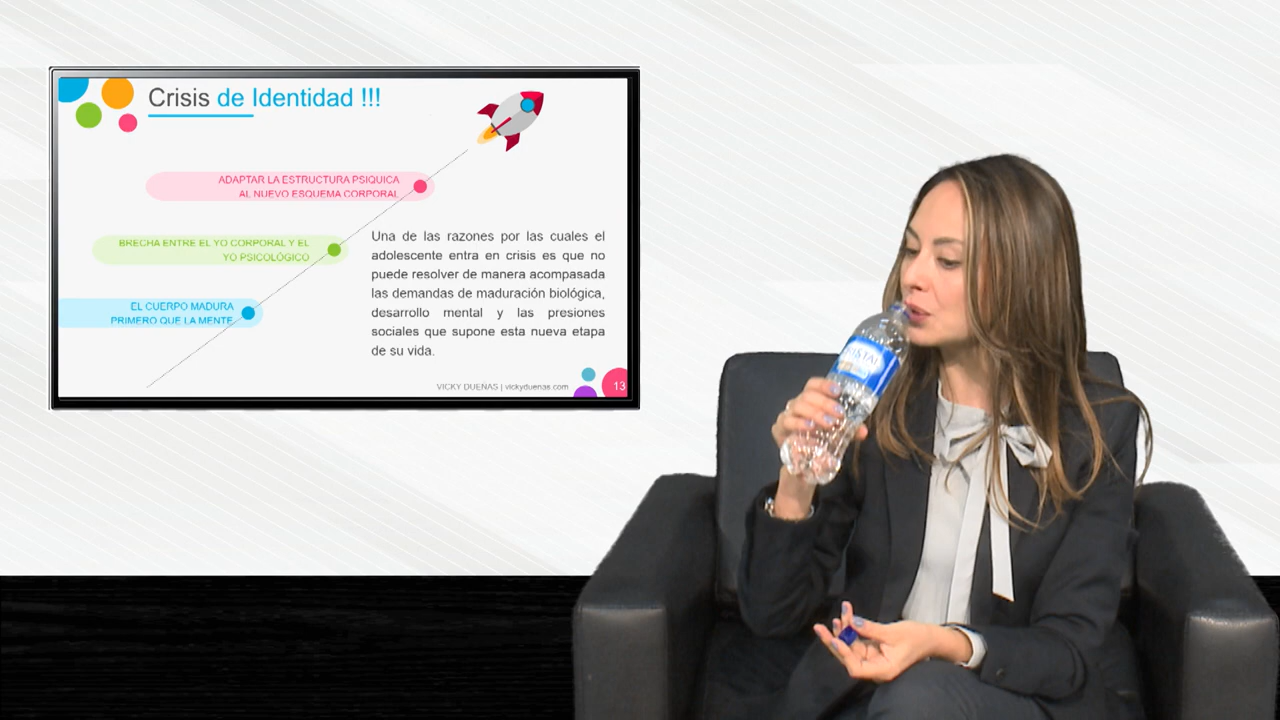 Crisis de Identidad !!!
ADAPTAR LA ESTRUCTURA PSIQUICA
AL NUEVO ESQUEMA CORPORAL
BRECHA ENTRE EL YO CORPORAL Y EL
YO PSICOLÓGICO
EL CUERPO MADURA
PRIMERO QUE LA MENTE
Una de las razones por las cuales el
adolescente entra en crisis es que no
puede resolver de manera acompasada
las demandas de maduración biológica,
desarrollo mental y las presiones
sociales que supone esta nueva etapa
de su vida.
VICKY DUEÑAS | vickyduenas.com
13